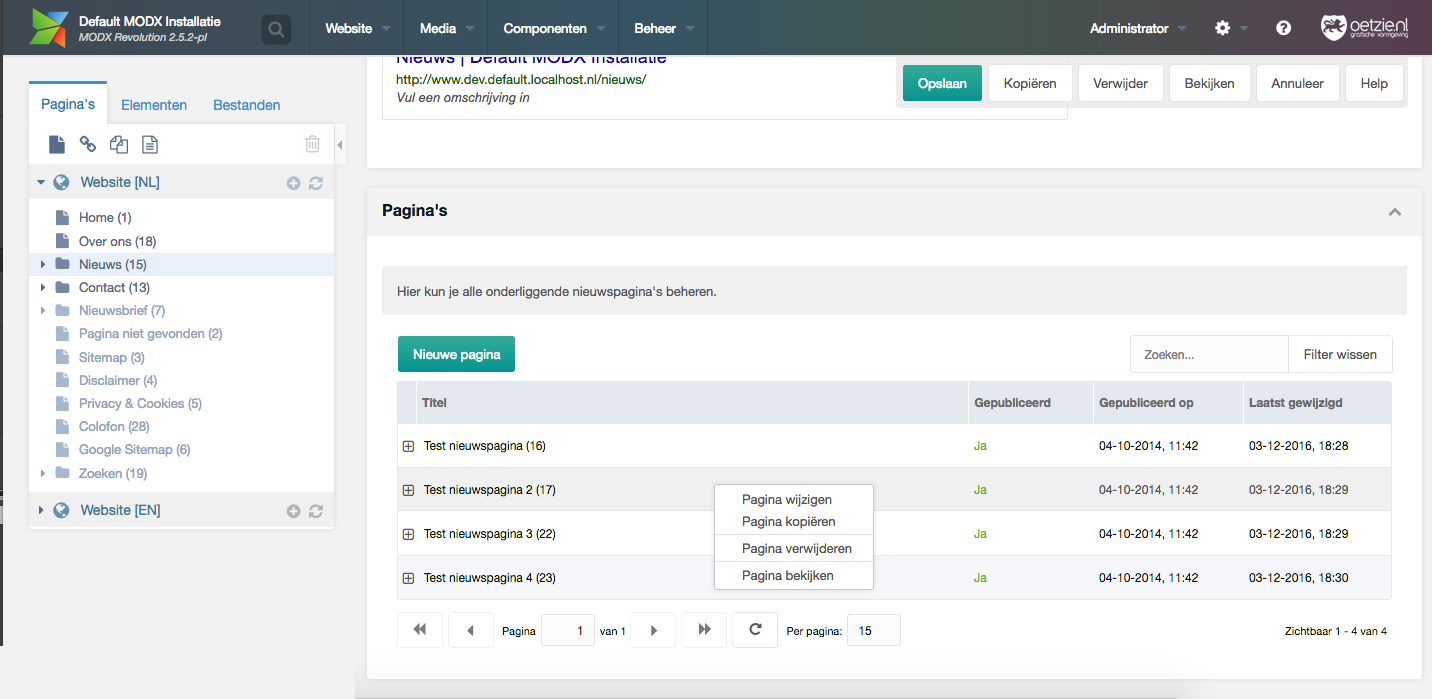 Default MODX Installatie
MODX Revolution 2.5.2-pl
Website
Media
Componenten
Beheer
Administrator
oetzie.nl
grafische vormgeving
Pagina's
Elementen
Bestanden
Website [NL]
Home (1)
Over ons (18)
Nieuws (15)
Contact (13)
Nieuwsbrief (7)
Pagina niet gevonden (2)
Sitemap (3)
Disclaimer (4)
Privacy & Cookies (5)
Colofon (28)
Google Sitemap (6)
Zoeken (19)
Website [EN]
Nieuws | Default MODX Installatie
http://www.dev.default.localhost.nl/nieuws/
Vul een omschrijving in
Opslaan
Kopiëren
Verwijder
Bekijken
Annuleer
Help
Pagina's
Hier kun je alle onderliggende nieuwspagina's beheren.
Nieuwe pagina
Zoeken...
Filter wissen
Titel Gepubliceerd Gepubliceerd op Laatst gewijzigd
Test nieuwspagina (16) Ja 04-10-2014, 11:42 03-12-2016, 18:28
Test nieuwspagina 2 (17) Ja 04-10-2014, 11:42 03-12-2016, 18:29
Test nieuwspagina 3 (22) Ja 04-10-2014, 11:42 03-12-2016, 18:29
Test nieuwspagina 4 (23) Ja 04-10-2014, 11:42 03-12-2016, 18:30
Pagina wijzigen
Pagina kopiëren
Pagina verwijderen
Pagina bekijken
Pagina 1 van 1
Per pagina: 15
Zichtbaar 1 - 4 van 4